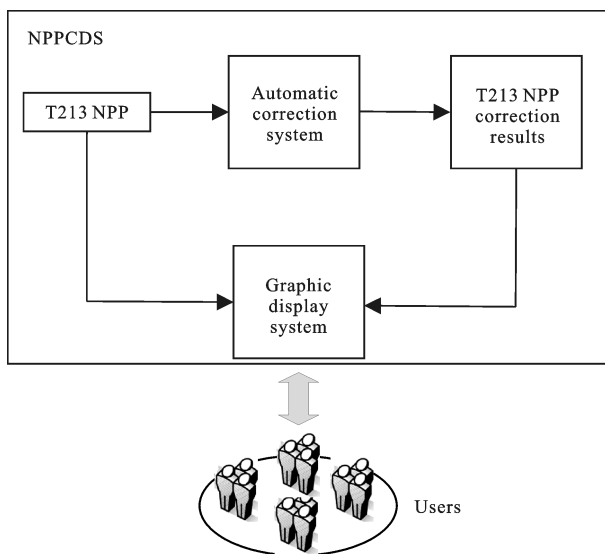 NPPCDS
T213 NPP
Automatic
correction
system
T213 NPP
correction
results
Graphic
display
system
Users